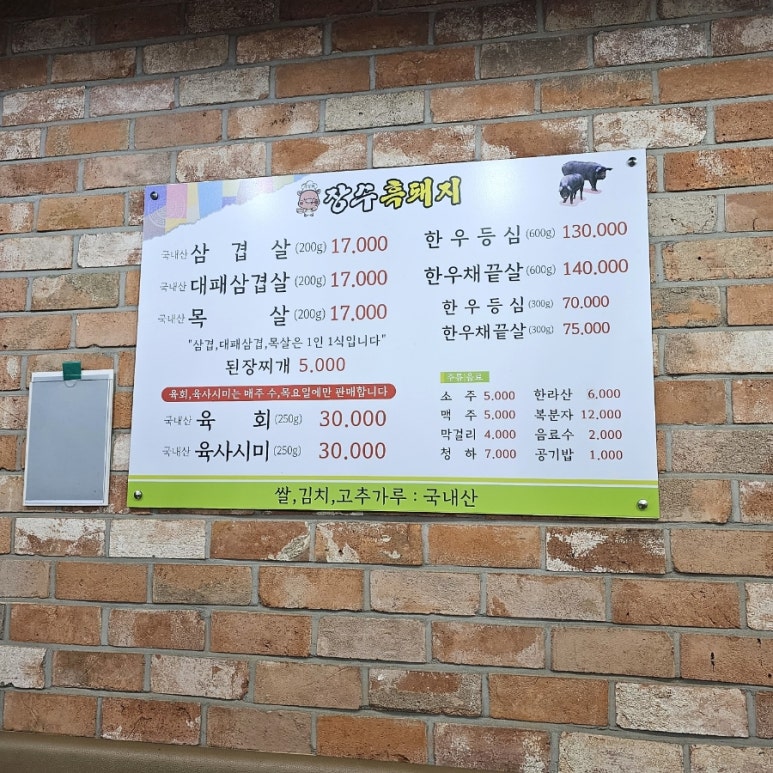 장수흑돼지
국내산 삼 겹 살 (200g) 17.000
국내산 대패삼겹살 (200g) 17.000
국내산 목 살 (200g) 17.000
"삼겹,대패삼겹,목살은 1인 1식입니다"
된장찌개 5.000
육회,육사시미는 매주 수,목요일에만 판매합니다
국내산 육 회 (250g) 30.000
국내산 육사시미 (250g) 30.000
한 우 등 심 (600g) 130.000
한우채끝살 (600g) 140.000
한 우 등 심 (300g) 70.000
한우채끝살 (300g) 75.000
주류|음료
소 주 5.000 한라산 6.000
맥 주 5.000 복분자 12.000
막걸리 4.000 음료수 2.000
청 하 7.000 공기밥 1.000
쌀,김치,고추가루 : 국내산